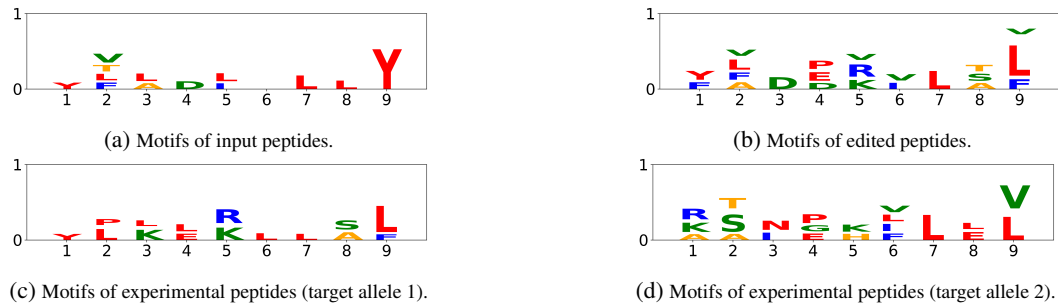 1
V
T
L L D L L L Y
Y F A I
0
1 2 3 4 5 6 7 8 9
(a) Motifs of input peptides.
1
V V V
Y L P R T L
F F D E K V L S F
A D I A
0
1 2 3 4 5 6 7 8 9
(b) Motifs of edited peptides.
1
P L L R S L
Y L K E K L L A F
0
1 2 3 4 5 6 7 8 9
(c) Motifs of experimental peptides (target allele 1).
1
R T N P K V L L V
K S I G H L E L
A A E I
F
0
1 2 3 4 5 6 7 8 9
(d) Motifs of experimental peptides (target allele 2).